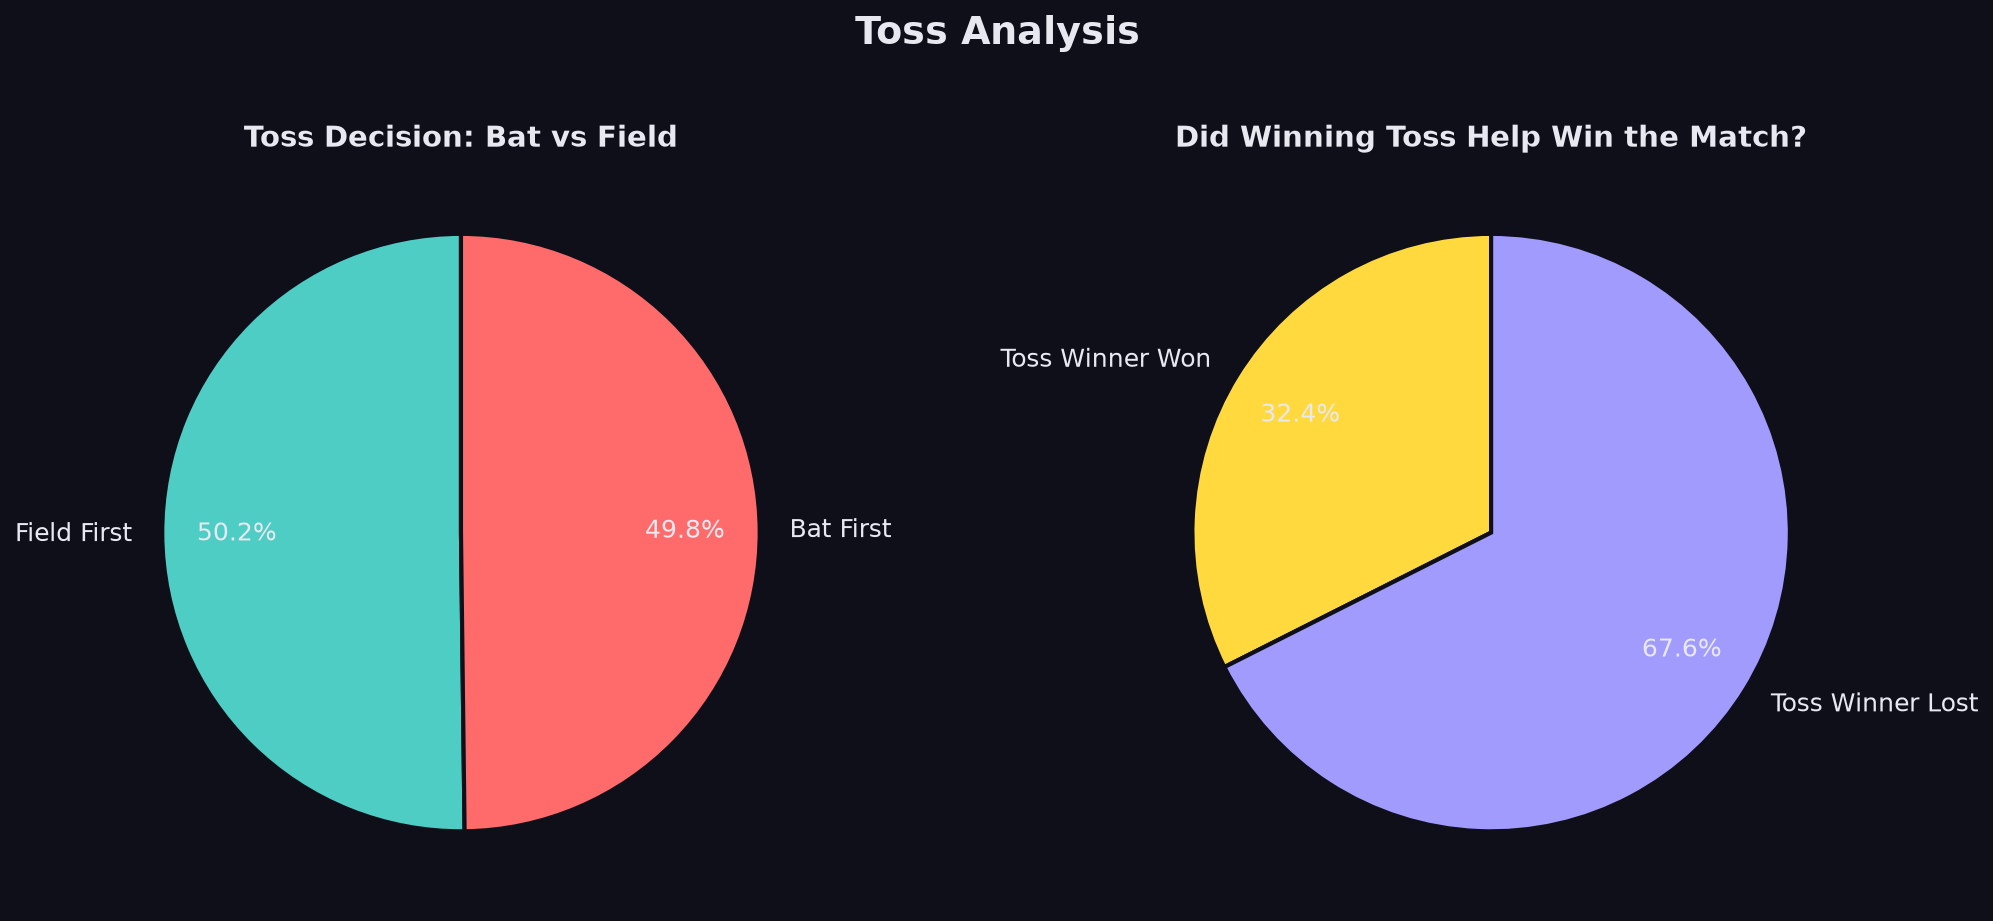 Toss Analysis
Toss Decision: Bat vs Field
Field First
50.2%
49.8%
Bat First
Did Winning Toss Help Win the Match?
Toss Winner Won
32.4%
67.6%
Toss Winner Lost